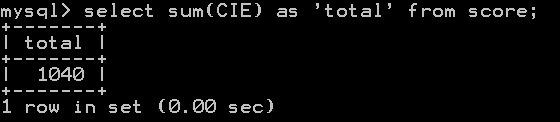 mysql> select sum(CIE) as 'total' from score;
+-------+
| total |
+-------+
|  1040 |
+-------+
1 row in set (0.00 sec)